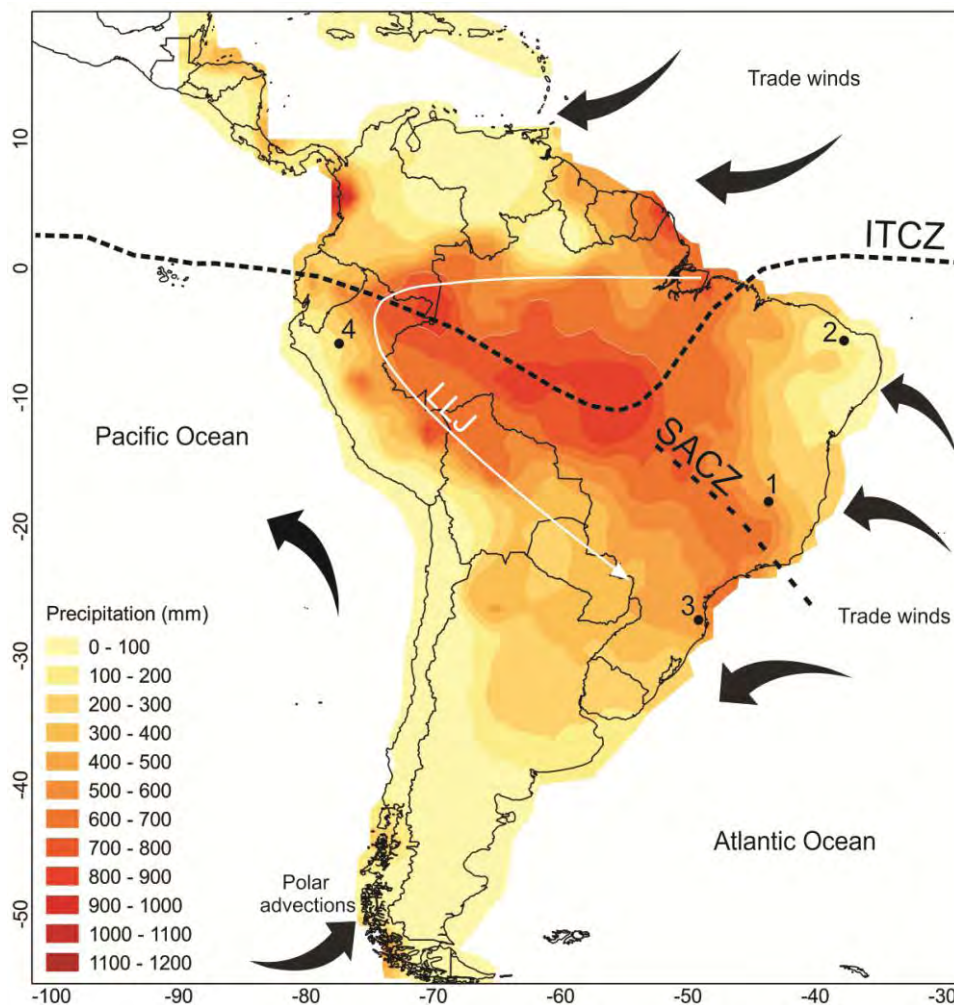 Trade winds
ITCZ
10
0
-10
-20
-30
-40
-50
4
2
LLJ
Pacific Ocean
SACZ
1
3
Trade winds
Precipitation (mm)
0 - 100
100 - 200
200 - 300
300 - 400
400 - 500
500 - 600
600 - 700
700 - 800
800 - 900
900 - 1000
1000 - 1100
1100 - 1200
Atlantic Ocean
Polar
advections
-100
-90
-80
-70
-60
-50
-40
-30